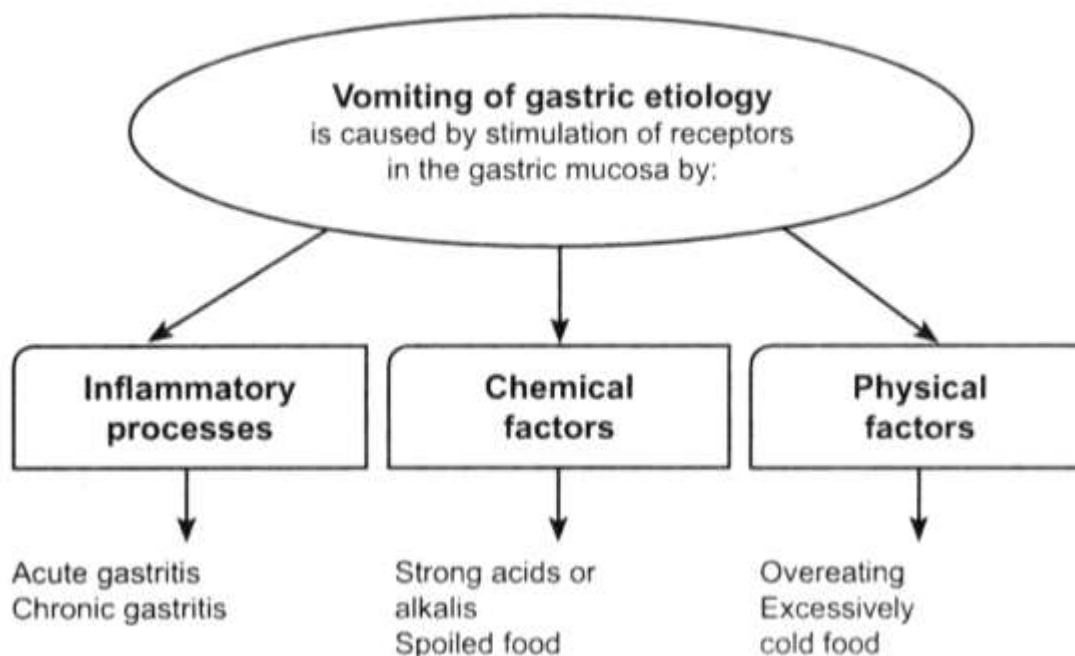 Vomiting of gastric etiology
is caused by stimulation of receptors
in the gastric mucosa by:
Inflammatory
processes
Chemical
factors
Physical
factors
Acute gastritis
Chronic gastritis
Strong acids or
alkalis
Spoiled food
Overeating
Excessively
cold food